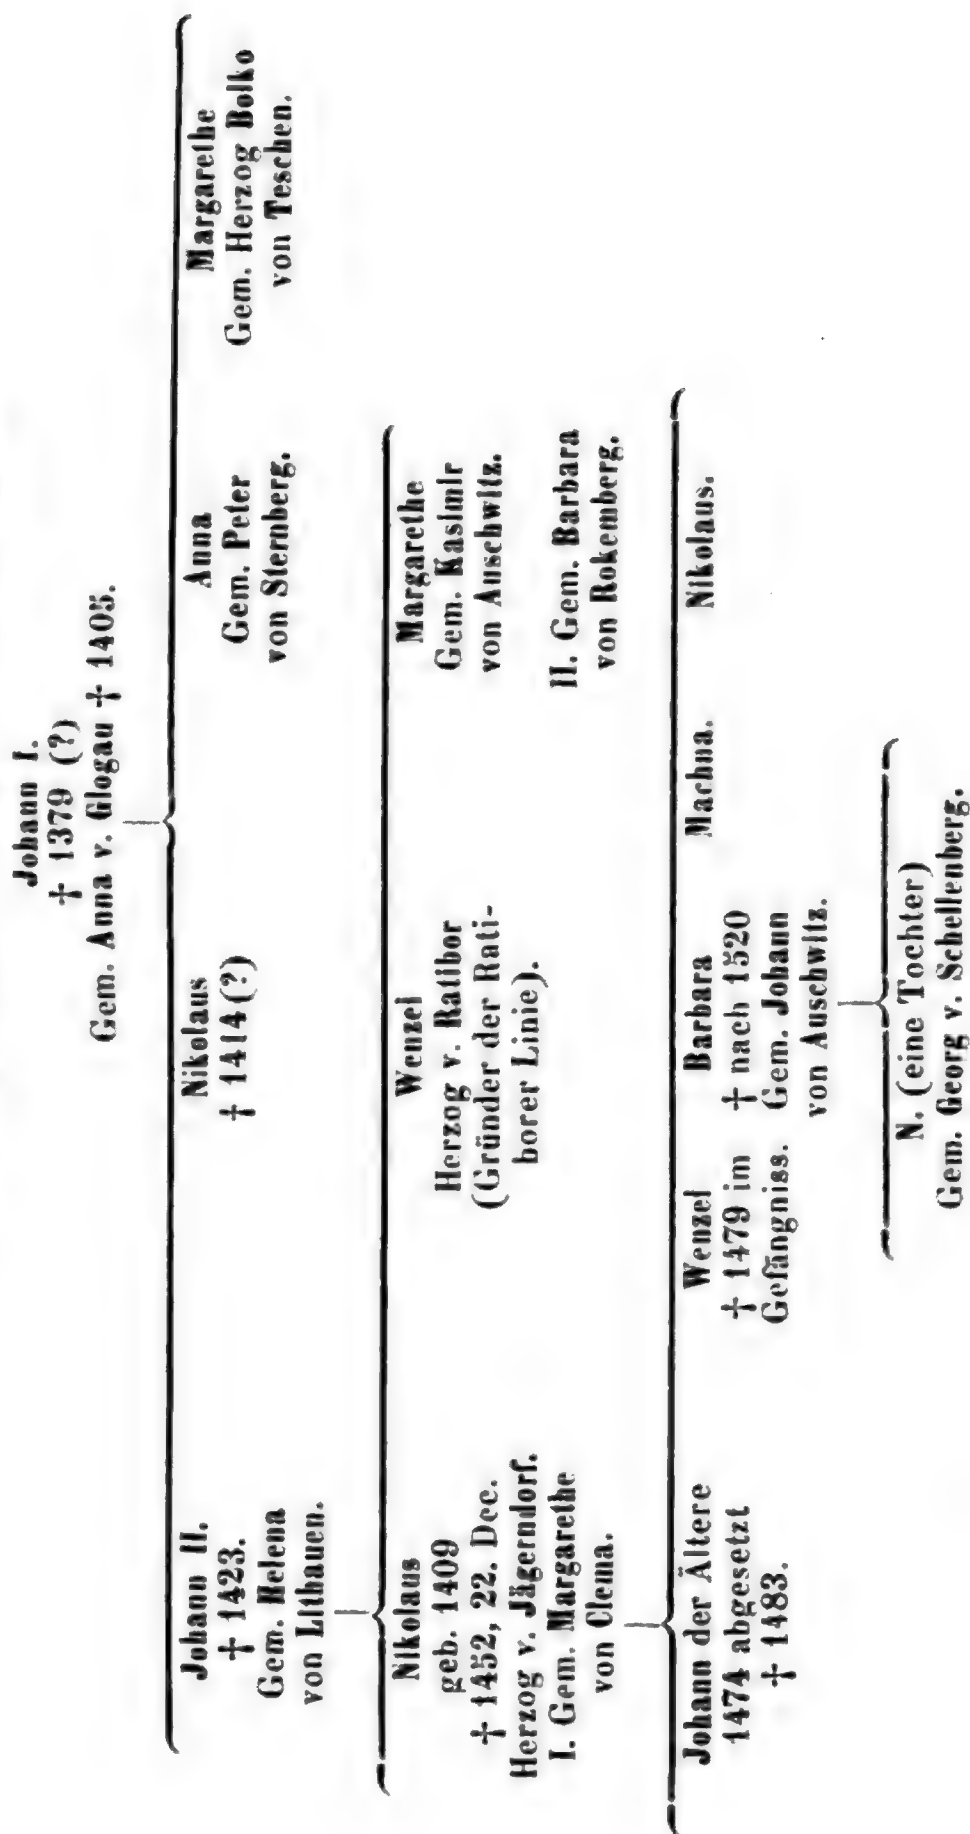 Johann I.
† 1379 (?)
Gem. Anna v. Glogau † 1405.
Johann II.
† 1423.
Gem. Helena
von Litbauen.
Nikolaus
† 1414 (?)
Anna
Gem. Peter
von Sternberg.
Margarethe
Gem. Herzog Bolko
von Teschen.
Nikolaus
geb. 1409
† 1452, 22. Dec.
Herzog v. Jägerndorf.
I. Gem. Margarethe
von Clema.
Wenzel
Herzog v. Ratibor
(Gründer der Rati-
borer Linie).
Margarethe
Gem. Kasimir
von Auschwitz.
II. Gem. Barbara
von Rokemberg.
Johann der Ältere
1474 abgesetzt
† 1483.
Wenzel
† 1479 im
Gefängniss.
Barbara
† nach 1520
Gem. Johann
von Auschwitz.
Machna.
Nikolaus.
N. (eine Tochter)
Gem. Georg v. Schellenberg.